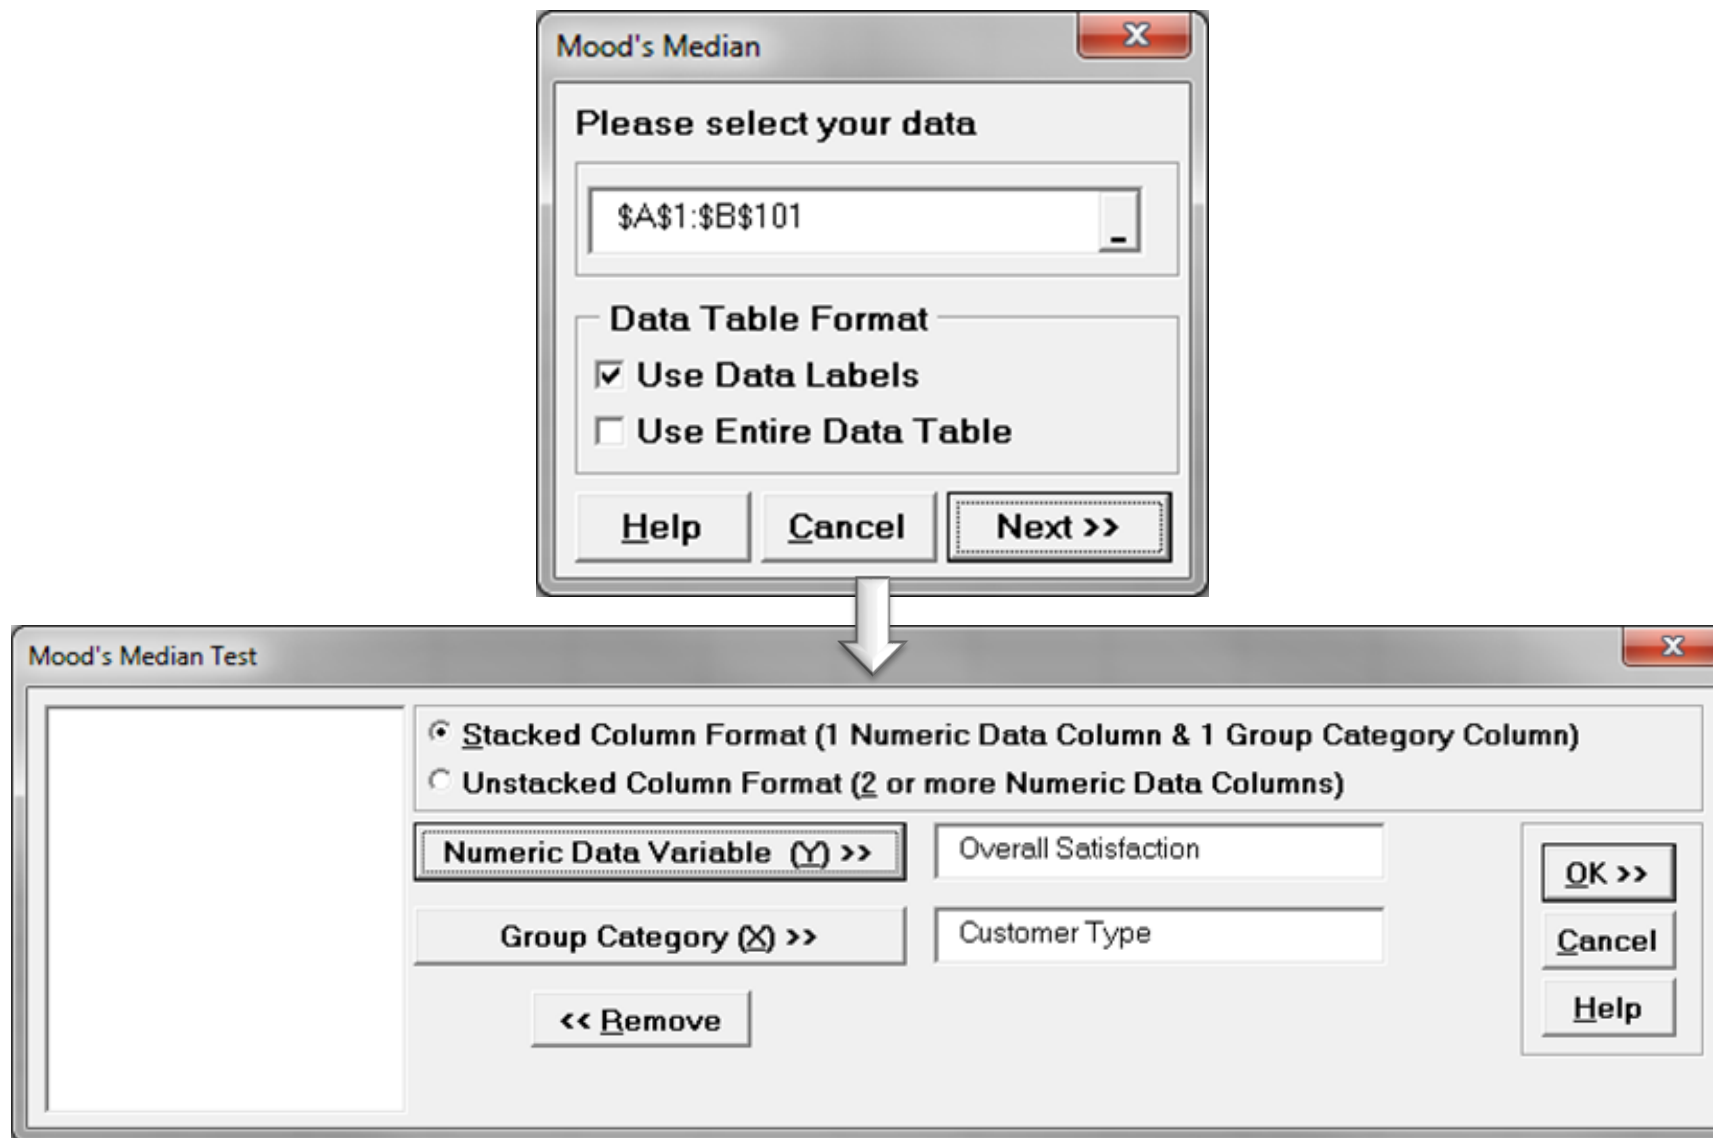 Mood's Median
Please select your data
$A$1:$B$101
Data Table Format
Use Data Labels
Use Entire Data Table
Help Cancel Next >>
Mood's Median Test
Stacked Column Format (1 Numeric Data Column & 1 Group Category Column)
Unstacked Column Format (2 or more Numeric Data Columns)
Numeric Data Variable (Y) >> Overall Satisfaction
OK >>
Group Category (X) >> Customer Type
Cancel
<< Remove
Help